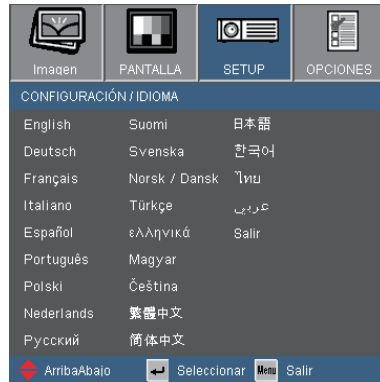 Imagen PANTALLA SETUP OPCIONES
CONFIGURACIÓN / IDIOMA
English Suomi 日本語
Deutsch Svenska 한국어
Français Norsk / Dansk ไทย
Italiano Türkçe عربي
Español ελληνικά Salir
Português Magyar
Polski Čeština
Nederlands 繁體中文
Русский 简体中文
ArribaAbajo Seleccionar Menu Salir